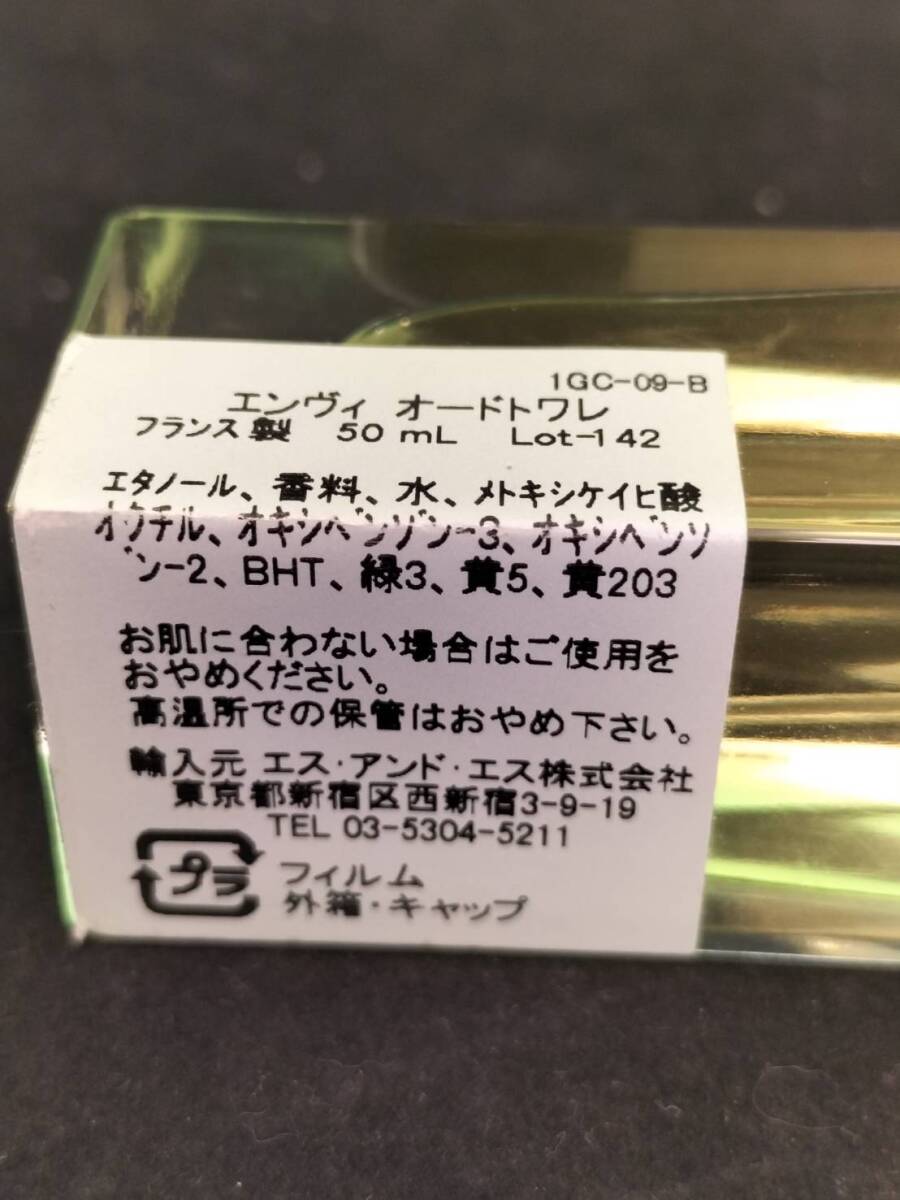 1GC-09-B
エンヴィ オードトワレ
フランス製 50 mL Lot-142
エタノール、香料、水、メトキシケイヒ酸
オクチル、オキシベンゾン-3、オキシベンゾ
ン-2、BHT、緑3、黄5、黄203
お肌に合わない場合はご使用を
おやめください。
高温所での保管はおやめ下さい。
輸入元 エス・アンド・エス株式会社
東京都新宿区西新宿3-9-19
TEL 03-5304-5211
プラ フィルム
外箱・キャップ